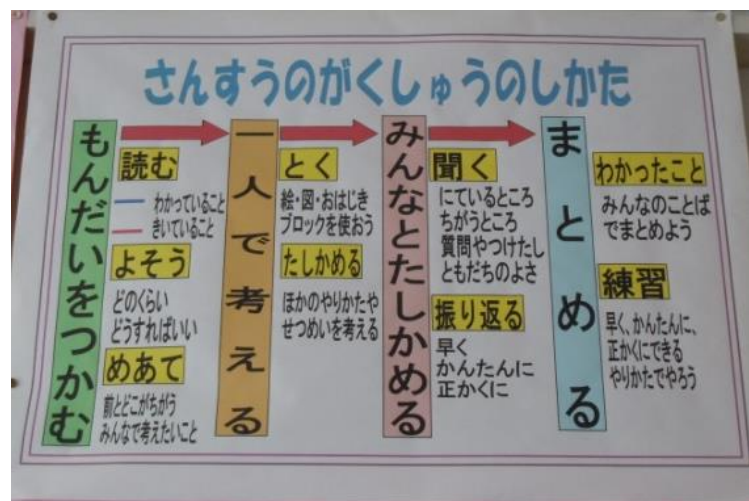 さんすうのがくしゅうのしかた
もんだいをつかむ
読む
わかっていること
きいていること
よそう
どのくらい
どうすればいい
めあて
前とどこがちがう
みんなで考えたいこと
一人で考える
とく
絵・図・おはじき
ブロックを使おう
たしかめる
ほかのやりかたや
せつめいを考える
みんなとたしかめる
聞く
にているところ
ちがうところ
質問やつけたし
ともだちのよさ
振り返る
早く
かんたんに
正かくに
まとめる
わかったこと
みんなのことば
でまとめよう
練習
早く、かんたんに、
正かくにできる
やりかたでやろう